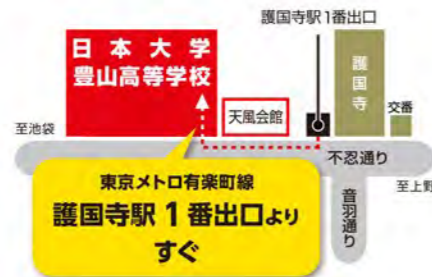 護国寺駅1番出口
日本大学
豊山高等学校
護国寺
天風会館
交番
至池袋
不忍通り
至上野
音羽通り
東京メトロ有楽町線
護国寺駅1番出口より
すぐ